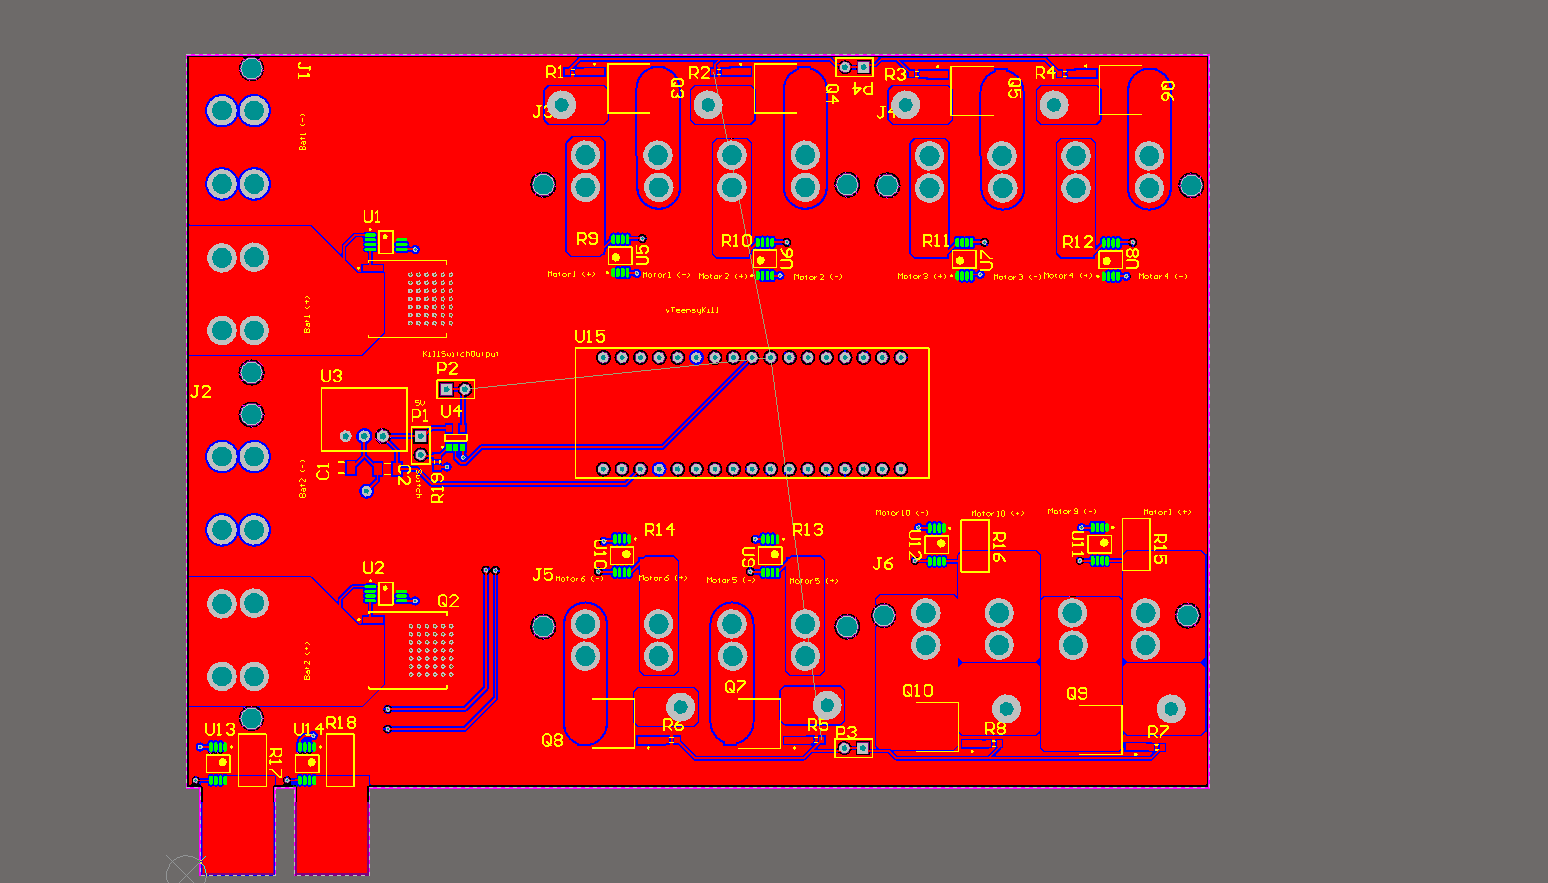 J1
R1
R2
P4
R3
R4
Q3
Q4
Q5
Q6
J3
J4
Bat1 (-)
U1
R9
U5
R10
U6
R11
U7
R12
U8
Motor1 (+)
Motor1 (-)
Motor2 (+)
Motor2 (-)
Motor3 (+)
Motor3 (-)
Motor4 (+)
Motor4 (-)
Bat1 (+)
vTeensyKill
U15
KillSwitchOutput
P2
U3
J2
5V
P1
U4
C1
C2
Switch
R19
Bat2 (-)
Motor10 (-)
Motor10 (+)
Motor9 (-)
Motor1 (+)
R14
R13
U10
U9
U12
R16
U11
R15
J5
J6
Motor6 (-)
Motor6 (+)
Motor5 (-)
Motor5 (+)
U2
Q2
Bat2 (+)
Q7
Q10
Q9
U13
U14
R18
R17
Q8
R6
R5
P3
R8
R7